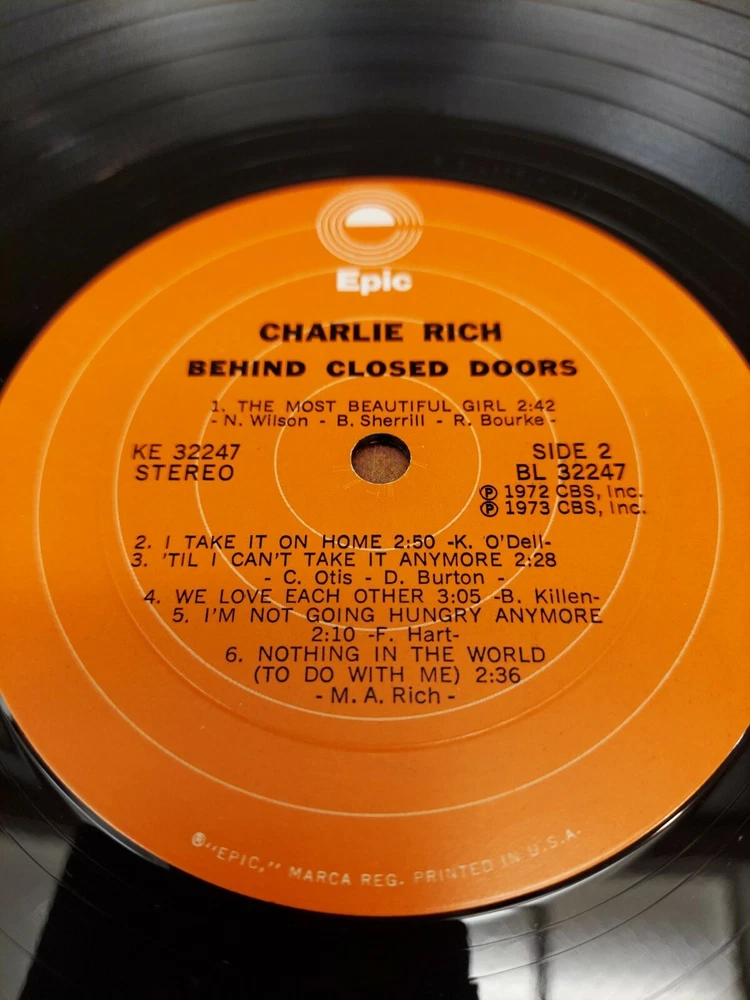 Epic
CHARLIE RICH
BEHIND CLOSED DOORS
1. THE MOST BEAUTIFUL GIRL 2:42
- N. Wilson - B. Sherrill - R. Bourke -
KE 32247
STEREO
SIDE 2
BL 32247
℗ 1972 CBS, Inc.
℗ 1973 CBS, Inc.
2. I TAKE IT ON HOME 2:50 -K. O'Dell-
3. 'TIL I CAN'T TAKE IT ANYMORE 2:28
- C. Otis - D. Burton -
4. WE LOVE EACH OTHER 3:05 -B. Killen-
5. I'M NOT GOING HUNGRY ANYMORE
2:10 -F. Hart-
6. NOTHING IN THE WORLD
(TO DO WITH ME) 2:36
- M. A. Rich -
®"EPIC," MARCA REG. PRINTED IN U.S.A.